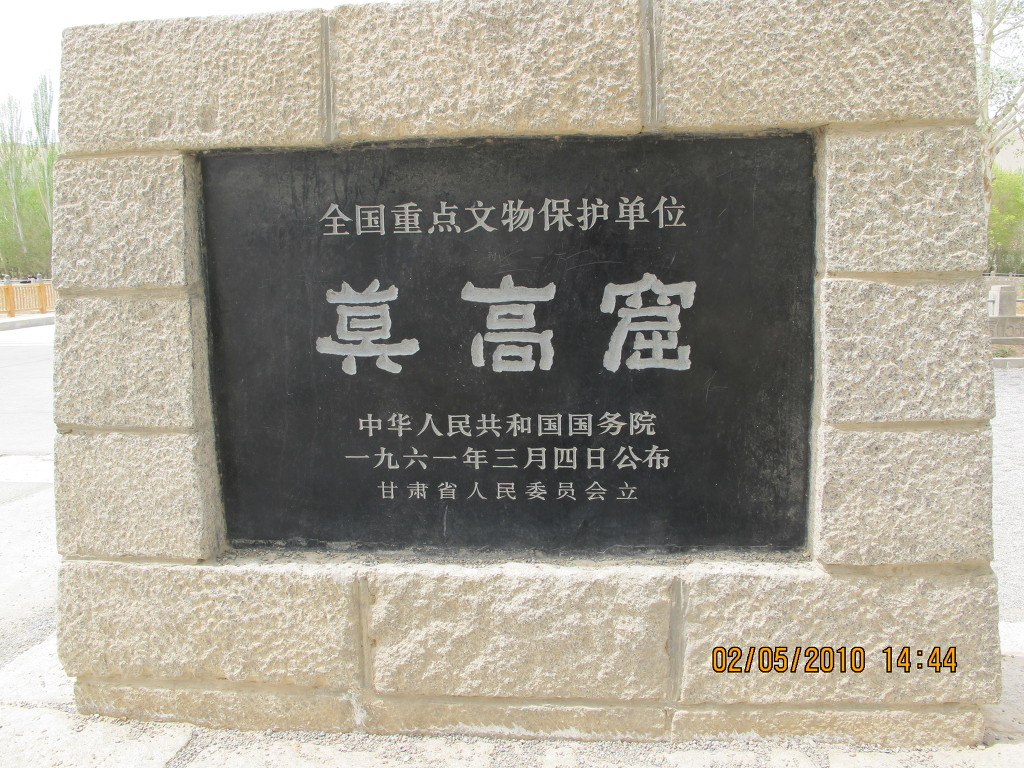 全国重点文物保护单位
莫高窟
中华人民共和国国务院
一九六一年三月四日公布
甘肃省人民委员会立
02/05/2010 14:44